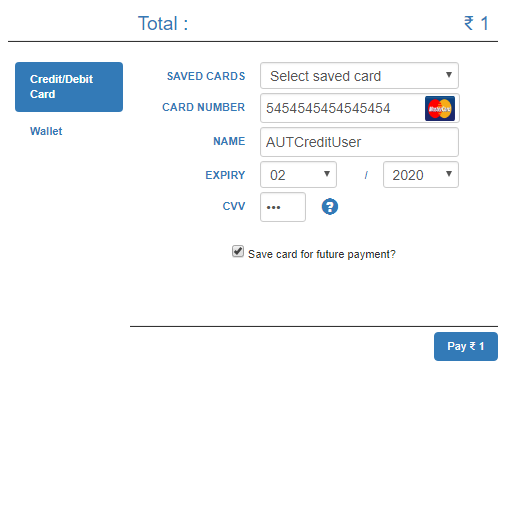 Total : ₹ 1
Credit/Debit Card
Wallet
SAVED CARDS Select saved card
CARD NUMBER 5454545454545454 MasterCard
NAME AUTCreditUser
EXPIRY 02 / 2020
CVV ••• ?
Save card for future payment?
Pay ₹ 1